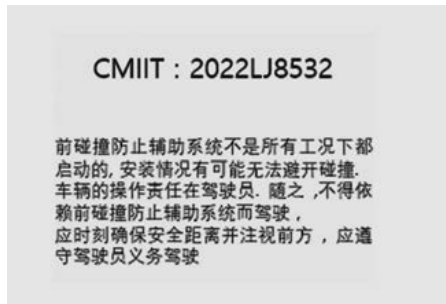 CMIIT : 2022LJ8532
前碰撞防止辅助系统不是所有工况下都
启动的, 安装情况有可能无法避开碰撞.
车辆的操作责任在驾驶员. 随之 ,不得依
赖前碰撞防止辅助系统而驾驶 ,
应时刻确保安全距离并注视前方 , 应遵
守驾驶员义务驾驶